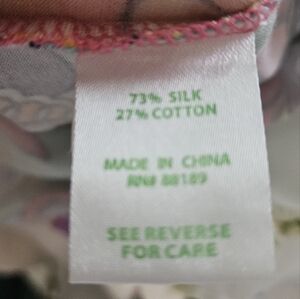 73% SILK
27% COTTON
MADE IN CHINA
RN# 88189
SEE REVERSE
FOR CARE